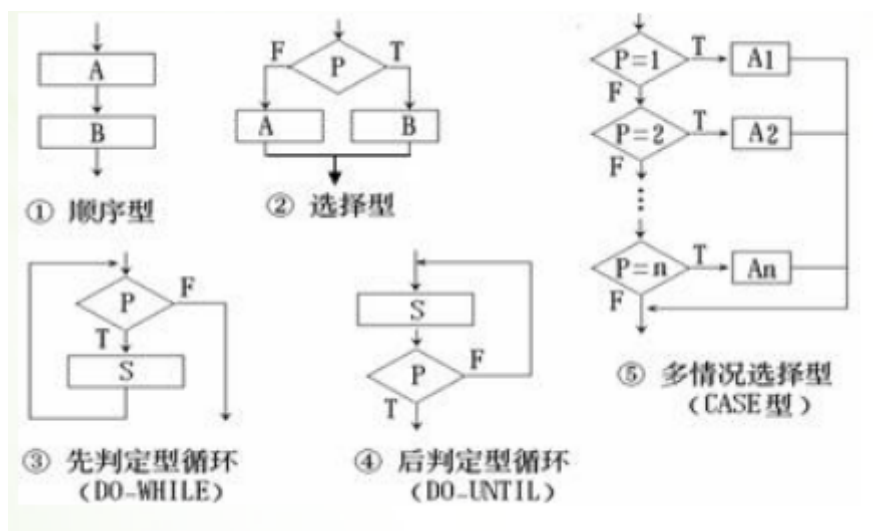 A
B
① 顺序型
F
T
P
A
B
② 选择型
P=1
T
A1
F
P=2
T
A2
F
P=n
T
An
F
⑤ 多情况选择型
(CASE型)
P
F
T
S
③ 先判定型循环
(DO-WHILE)
S
P
F
T
④ 后判定型循环
(DO-UNTIL)